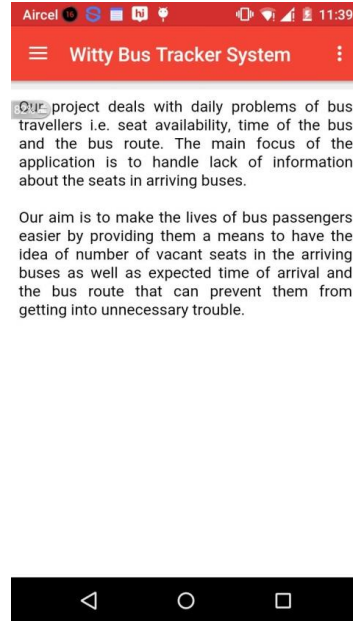 Aircel 16 hi 11:39
Witty Bus Tracker System
Our project deals with daily problems of bus
travellers i.e. seat availability, time of the bus
and the bus route. The main focus of the
application is to handle lack of information
about the seats in arriving buses.
Our aim is to make the lives of bus passengers
easier by providing them a means to have the
idea of number of vacant seats in the arriving
buses as well as expected time of arrival and
the bus route that can prevent them from
getting into unnecessary trouble.